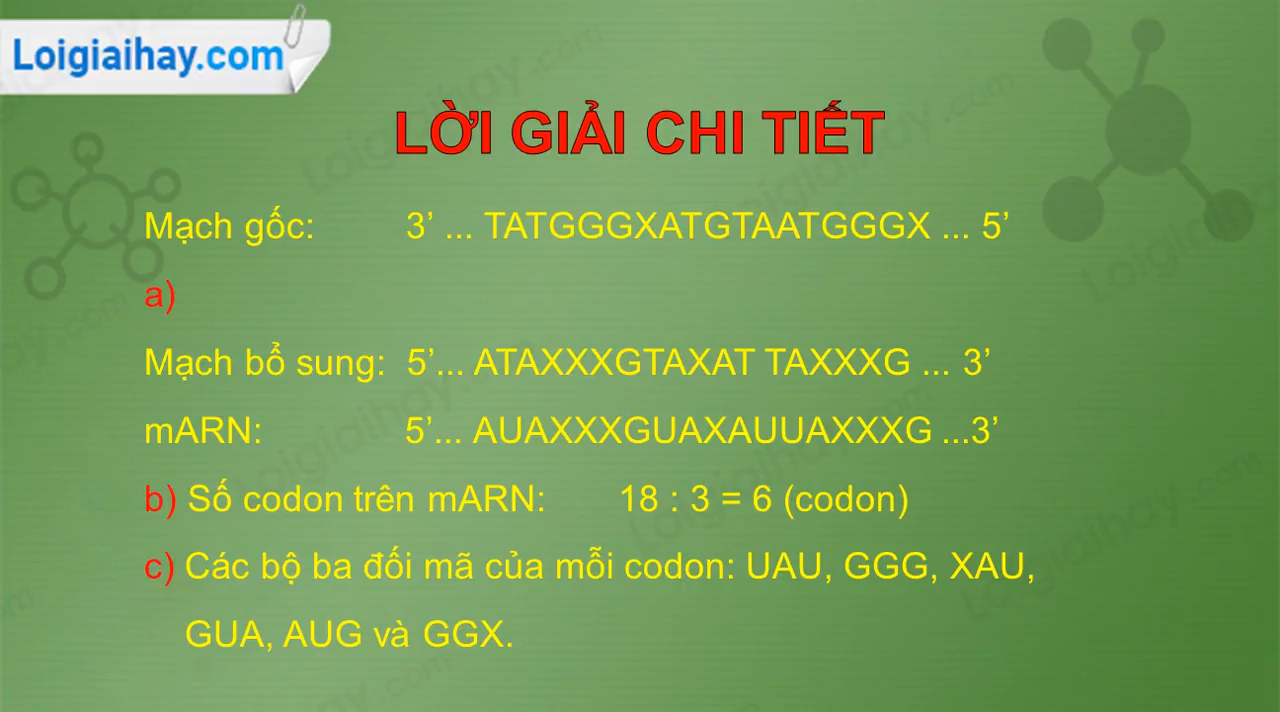 Loigiaihay.com
LỜI GIẢI CHI TIẾT
Mạch gốc: 3’ ... TATGGGXATGTAATGGGX ... 5’
a)
Mạch bổ sung: 5’... ATAXXXGTAXAT TAXXXG ... 3’
mARN: 5’... AUAXXXGUAXAUUAXXXG ...3’
b) Số codon trên mARN: 18 : 3 = 6 (codon)
c) Các bộ ba đối mã của mỗi codon: UAU, GGG, XAU,
GUA, AUG và GGX.